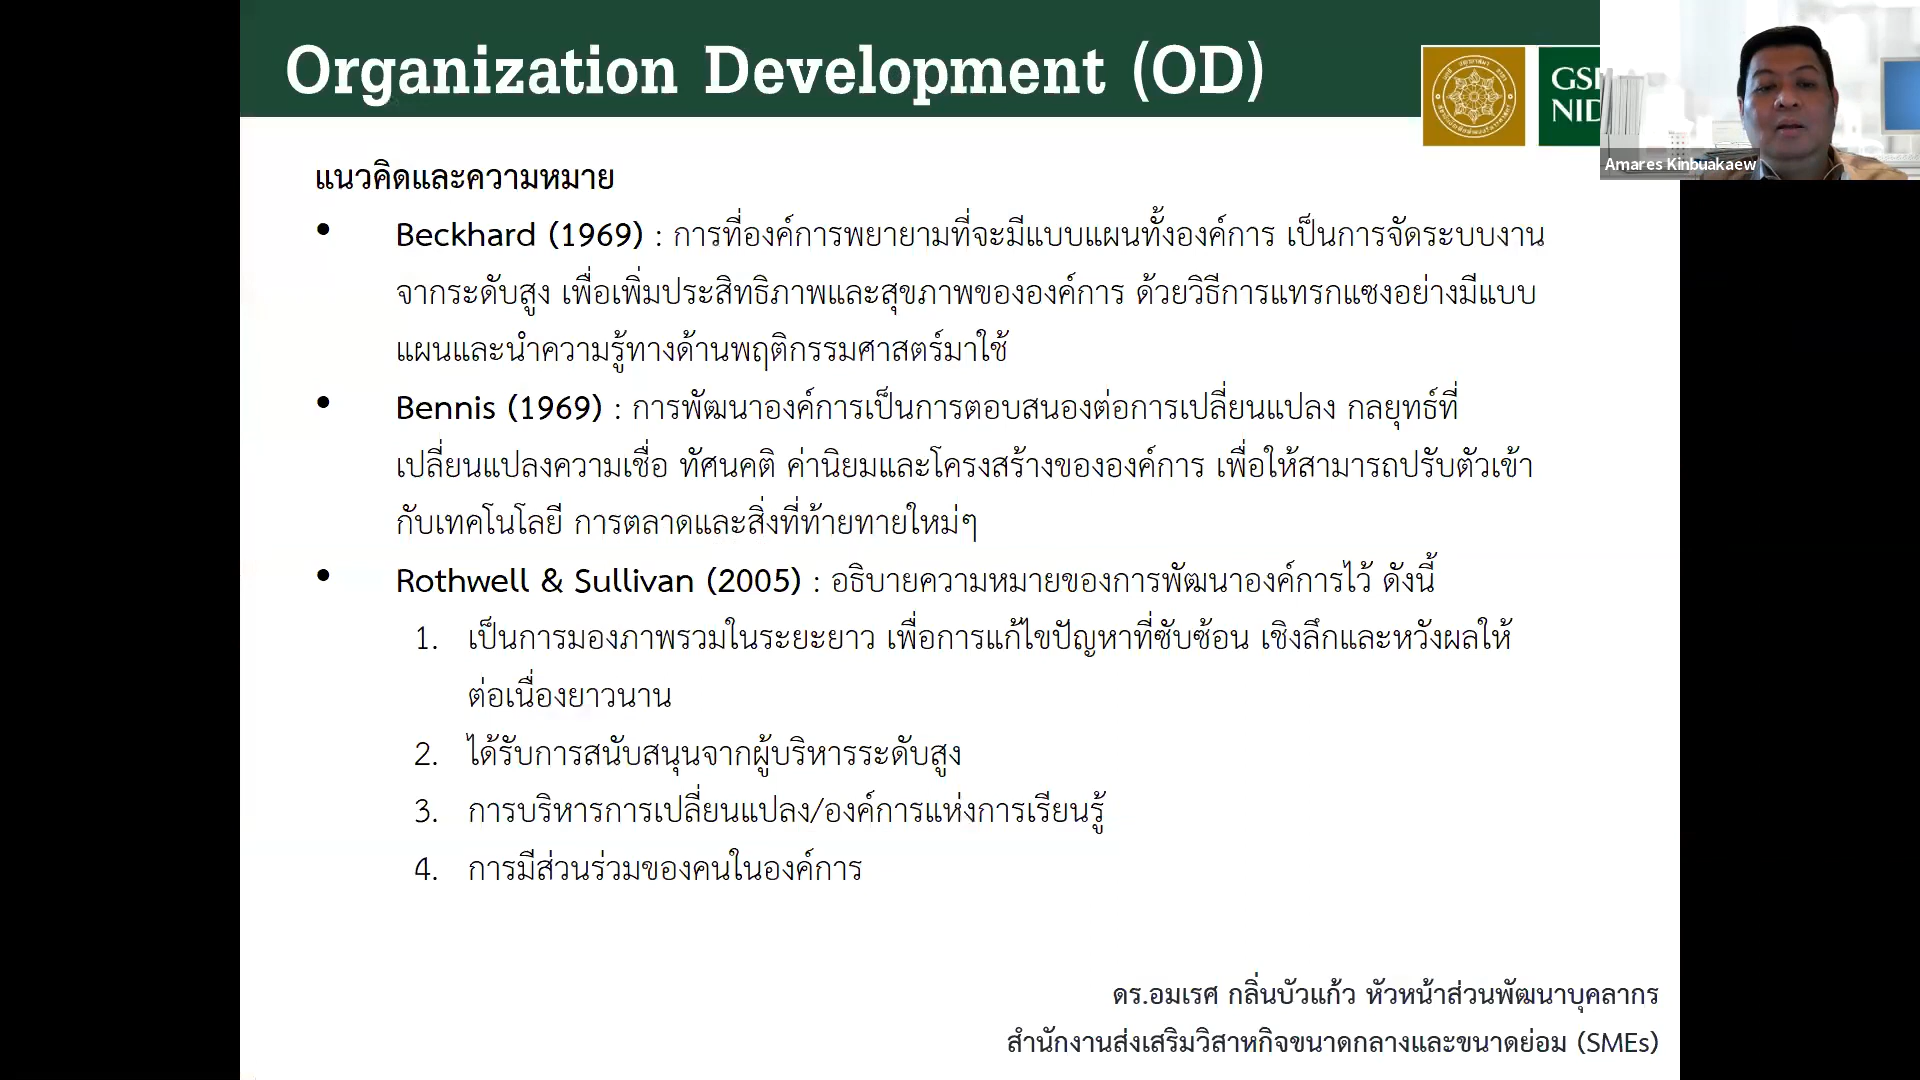 Organization Development (OD)
GSP
NID
Amares Kinbuakaew
แนวคิดและความหมาย
• Beckhard (1969) : การที่องค์การพยายามที่จะมีแบบแผนทั้งองค์การ เป็นการจัดระบบงาน
จากระดับสูง เพื่อเพิ่มประสิทธิภาพและสุขภาพขององค์การ ด้วยวิธีการแทรกแซงอย่างมีแบบ
แผนและนำความรู้ทางด้านพฤติกรรมศาสตร์มาใช้
• Bennis (1969) : การพัฒนาองค์การเป็นการตอบสนองต่อการเปลี่ยนแปลง กลยุทธ์ที่
เปลี่ยนแปลงความเชื่อ ทัศนคติ ค่านิยมและโครงสร้างขององค์การ เพื่อให้สามารถปรับตัวเข้า
กับเทคโนโลยี การตลาดและสิ่งที่ท้ายทายใหม่ๆ
• Rothwell & Sullivan (2005) : อธิบายความหมายของการพัฒนาองค์การไว้ ดังนี้
1. เป็นการมองภาพรวมในระยะยาว เพื่อการแก้ไขปัญหาที่ซับซ้อน เชิงลึกและหวังผลให้
ต่อเนื่องยาวนาน
2. ได้รับการสนับสนุนจากผู้บริหารระดับสูง
3. การบริหารการเปลี่ยนแปลง/องค์การแห่งการเรียนรู้
4. การมีส่วนร่วมของคนในองค์การ
ดร.อมเรศ กลิ่นบัวแก้ว หัวหน้าส่วนพัฒนาบุคลากร
สำนักงานส่งเสริมวิสาหกิจขนาดกลางและขนาดย่อม (SMEs)